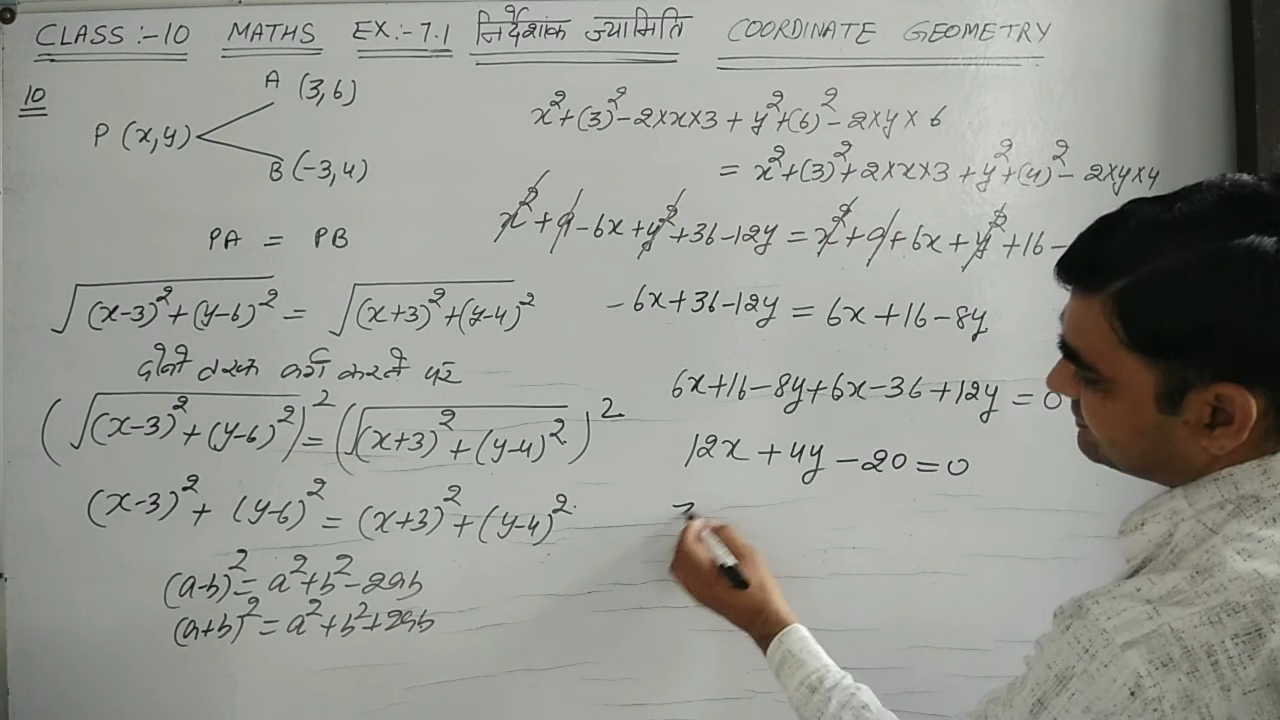 CLASS :- 10 MATHS EX :- 7.1 निर्देशांक ज्यामिति COORDINATE GEOMETRY
10
A (3,6)
P (x,y)
B (-3,4)
PA = PB
√(x-3)²+(y-6)² = √(x+3)²+(y-4)²
दोनों तरफ वर्ग करने पर
(√(x-3)²+(y-6)²)² = (√(x+3)²+(y-4)²)²
(x-3)² + (y-6)² = (x+3)² + (y-4)²
(a-b)² = a²+b²-2ab
(a+b)² = a²+b²+2ab
x²+(3)²-2×x×3 + y²+(6)²-2×y×6
= x²+(3)²+2×x×3 + y²+(4)²-2×y×4
x²+9-6x+y²+36-12y = x²+9+6x+y²+16-
-6x+36-12y = 6x+16-8y
6x+16-8y+6x-36+12y = 0
12x+4y-20=0